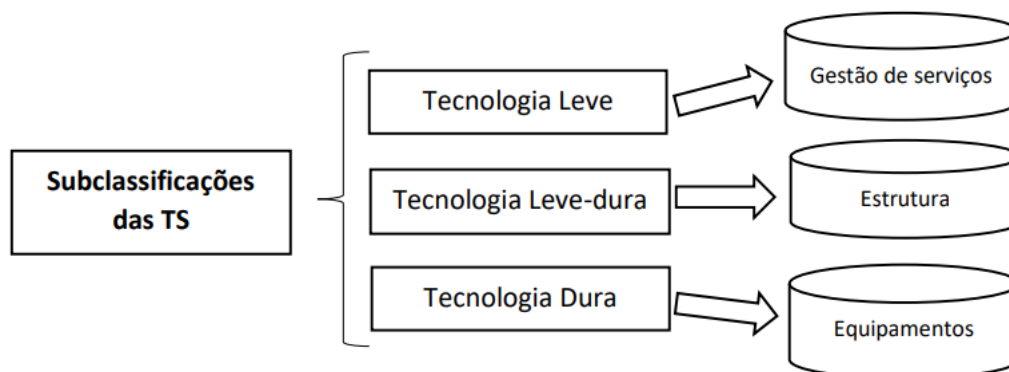 Subclassificações
das TS
Tecnologia Leve
Gestão de serviços
Tecnologia Leve-dura
Estrutura
Tecnologia Dura
Equipamentos